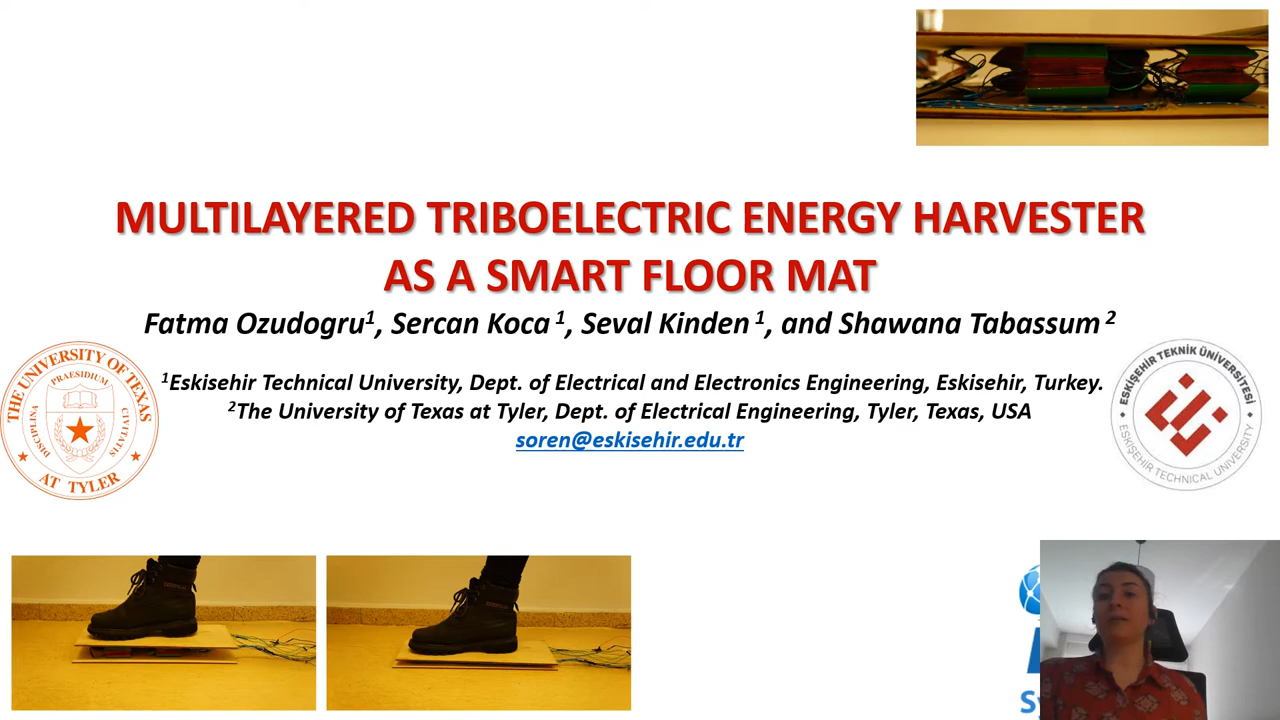 MULTILAYERED TRIBOELECTRIC ENERGY HARVESTER
AS A SMART FLOOR MAT
Fatma Ozudogru¹, Sercan Koca ¹, Seval Kinden ¹, and Shawana Tabassum ²
¹Eskisehir Technical University, Dept. of Electrical and Electronics Engineering, Eskisehir, Turkey.
²The University of Texas at Tyler, Dept. of Electrical Engineering, Tyler, Texas, USA
soren@eskisehir.edu.tr
THE UNIVERSITY OF TEXAS
PRAESIDIUM
DISCIPLINA
CIVITATIS
AT TYLER
ESKİŞEHİR TEKNİK ÜNİVERSİTESİ
ESKİŞEHİR TECHNICAL UNIVERSITY